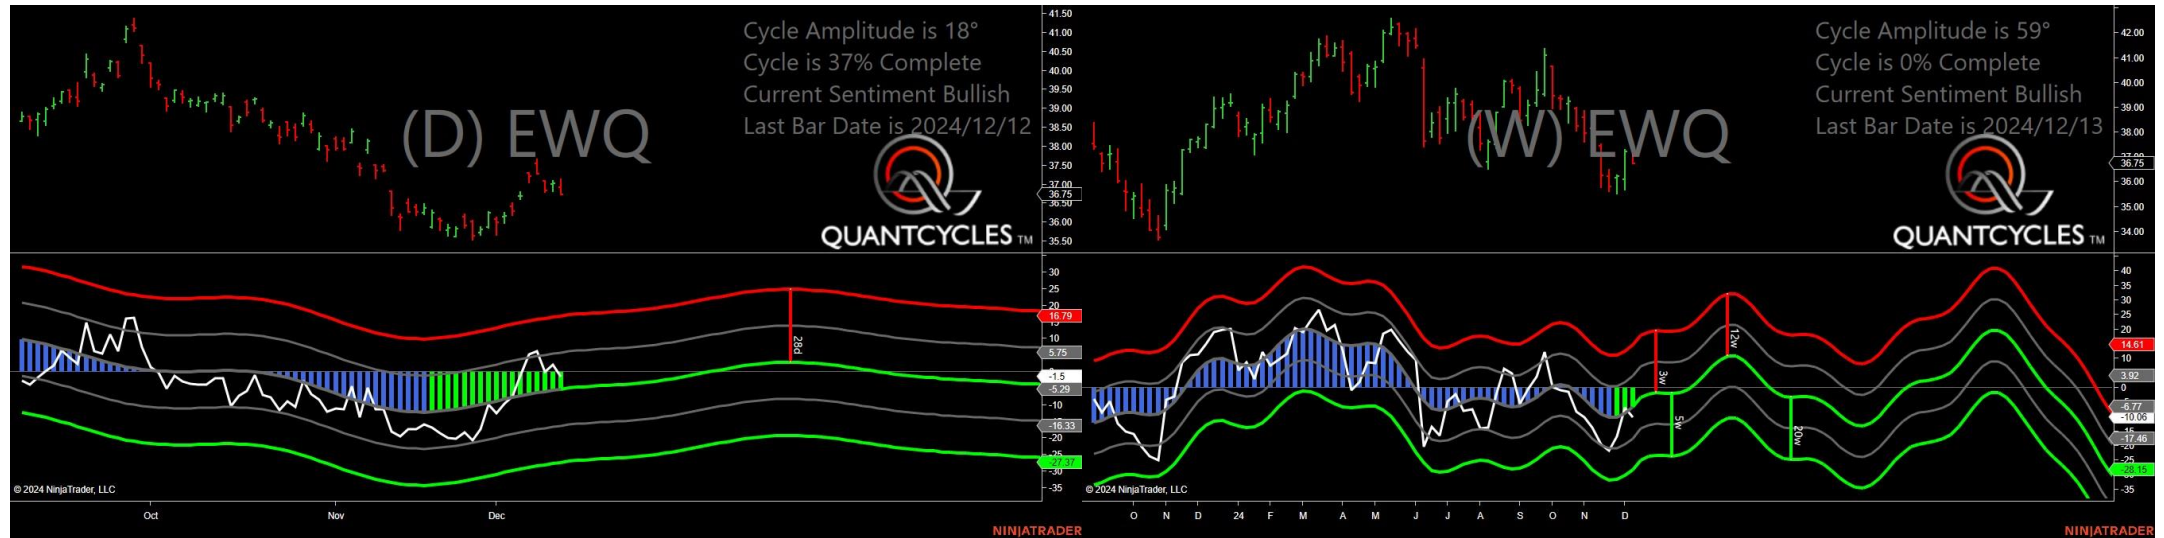 Cycle Amplitude is 18°
Cycle is 37% Complete
Current Sentiment Bullish
Last Bar Date is 2024/12/12
(D) EWQ
QUANTCYCLES TM
41.50
41.00
40.50
40.00
39.50
39.00
38.50
38.00
37.50
37.00
36.75
36.50
36.00
35.50
30
25
20
16.79
15
5.75
-1.5
-5.29
-10
-16.33
-20
-27.37
-30
-35
28d
© 2024 NinjaTrader, LLC
Oct
Nov
Dec
NINJATRADER
Cycle Amplitude is 59°
Cycle is 0% Complete
Current Sentiment Bullish
Last Bar Date is 2024/12/13
(W) EWQ
QUANTCYCLES TM
42.00
41.00
40.00
39.00
38.00
37.00
36.75
36.00
35.00
34.00
40
35
30
25
20
14.61
10
3.92
0
-6.77
-10.06
-15
-17.46
-25
-28.15
-35
3w
5w
12w
20w
© 2024 NinjaTrader, LLC
O
N
D
24
F
M
A
M
J
J
A
S
O
N
D
NINJATRADER